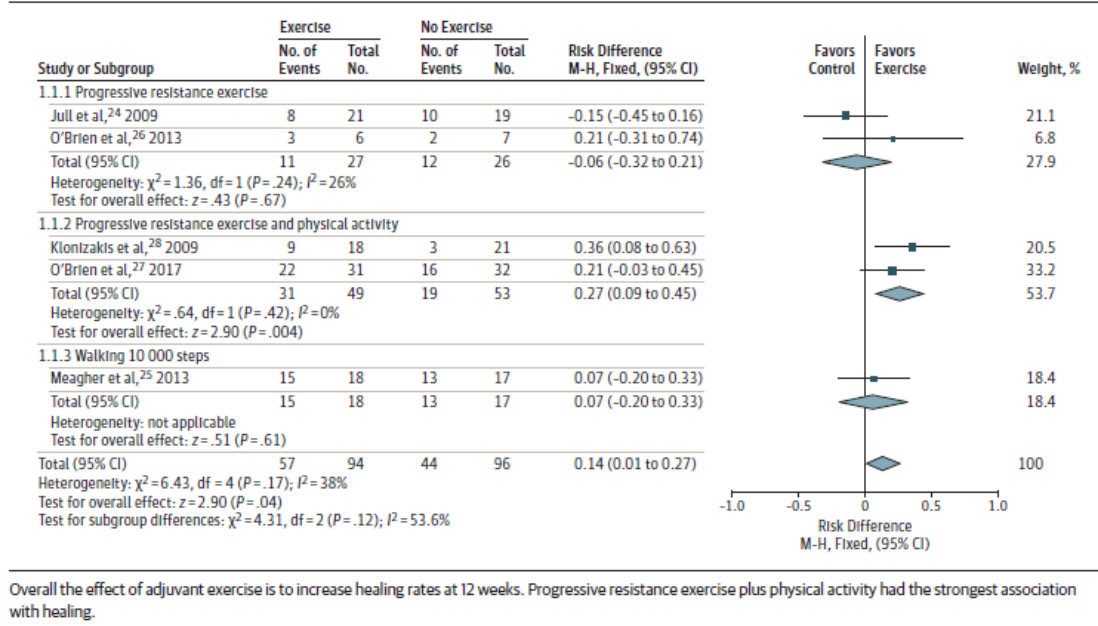 Exercise No Exercise
No. of Total No. of Total Risk Difference Favors Favors
Study or Subgroup Events No. Events No. M-H, Fixed, (95% CI) Control Exercise Weight, %
1.1.1 Progressive resistance exercise
Jull et al,24 2009 8 21 10 19 -0.15 (-0.45 to 0.16) 21.1
O'Brien et al,26 2013 3 6 2 7 0.21 (-0.31 to 0.74) 6.8
Total (95% CI) 11 27 12 26 -0.06 (-0.32 to 0.21) 27.9
Heterogeneity: χ2 = 1.36, df = 1 (P = .24); I2 = 26%
Test for overall effect: z = .43 (P = .67)
1.1.2 Progressive resistance exercise and physical activity
Klonizakis et al,28 2009 9 18 3 21 0.36 (0.08 to 0.63) 20.5
O'Brien et al,27 2017 22 31 16 32 0.21 (-0.03 to 0.45) 33.2
Total (95% CI) 31 49 19 53 0.27 (0.09 to 0.45) 53.7
Heterogeneity: χ2 = .64, df = 1 (P = .42); I2 = 0%
Test for overall effect: z = 2.90 (P = .004)
1.1.3 Walking 10 000 steps
Meagher et al,25 2013 15 18 13 17 0.07 (-0.20 to 0.33) 18.4
Total (95% CI) 15 18 13 17 0.07 (-0.20 to 0.33) 18.4
Heterogeneity: not applicable
Test for overall effect: z = .51 (P = .61)
Total (95% CI) 57 94 44 96 0.14 (0.01 to 0.27) 100
Heterogeneity: χ2 = 6.43, df = 4 (P = .17); I2 = 38%
Test for overall effect: z = 2.90 (P = .04)
Test for subgroup differences: χ2 = 4.31, df = 2 (P = .12); I2 = 53.6%
-1.0 -0.5 0 0.5 1.0
Risk Difference
M-H, Fixed, (95% CI)
Overall the effect of adjuvant exercise is to increase healing rates at 12 weeks. Progressive resistance exercise plus physical activity had the strongest association
with healing.